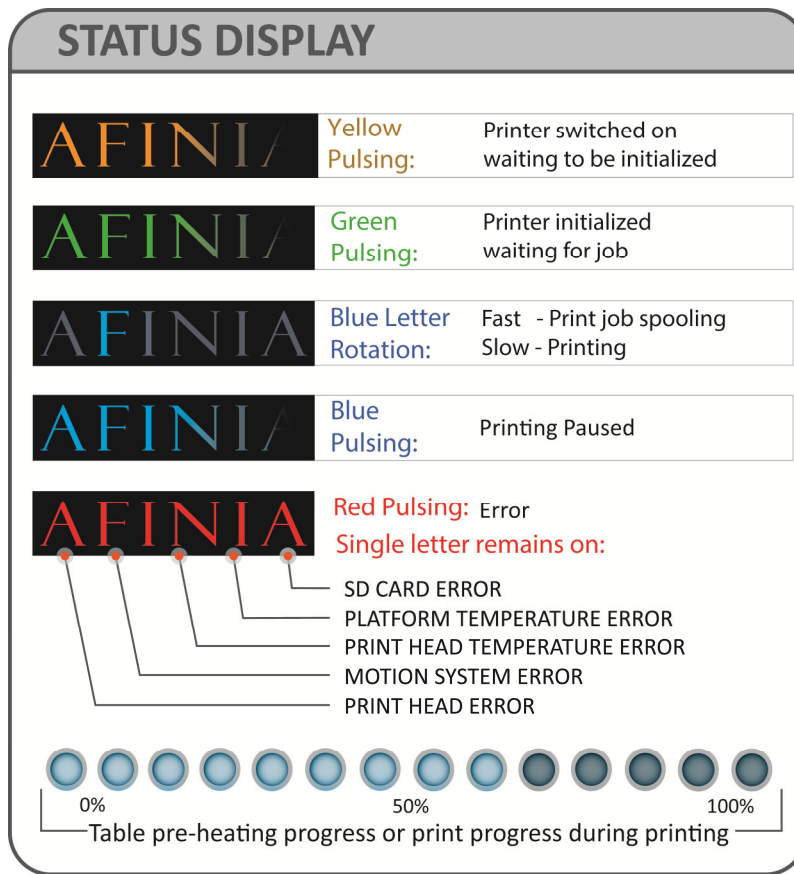 STATUS DISPLAY
AFINIA
Yellow
Pulsing:
Printer switched on
waiting to be initialized
AFINIA
Green
Pulsing:
Printer initialized
waiting for job
AFINIA
Blue Letter
Rotation:
Fast - Print job spooling
Slow - Printing
AFINIA
Blue
Pulsing:
Printing Paused
AFINIA
Red Pulsing: Error
Single letter remains on:
SD CARD ERROR
PLATFORM TEMPERATURE ERROR
PRINT HEAD TEMPERATURE ERROR
MOTION SYSTEM ERROR
PRINT HEAD ERROR
0% 50% 100%
Table pre-heating progress or print progress during printing